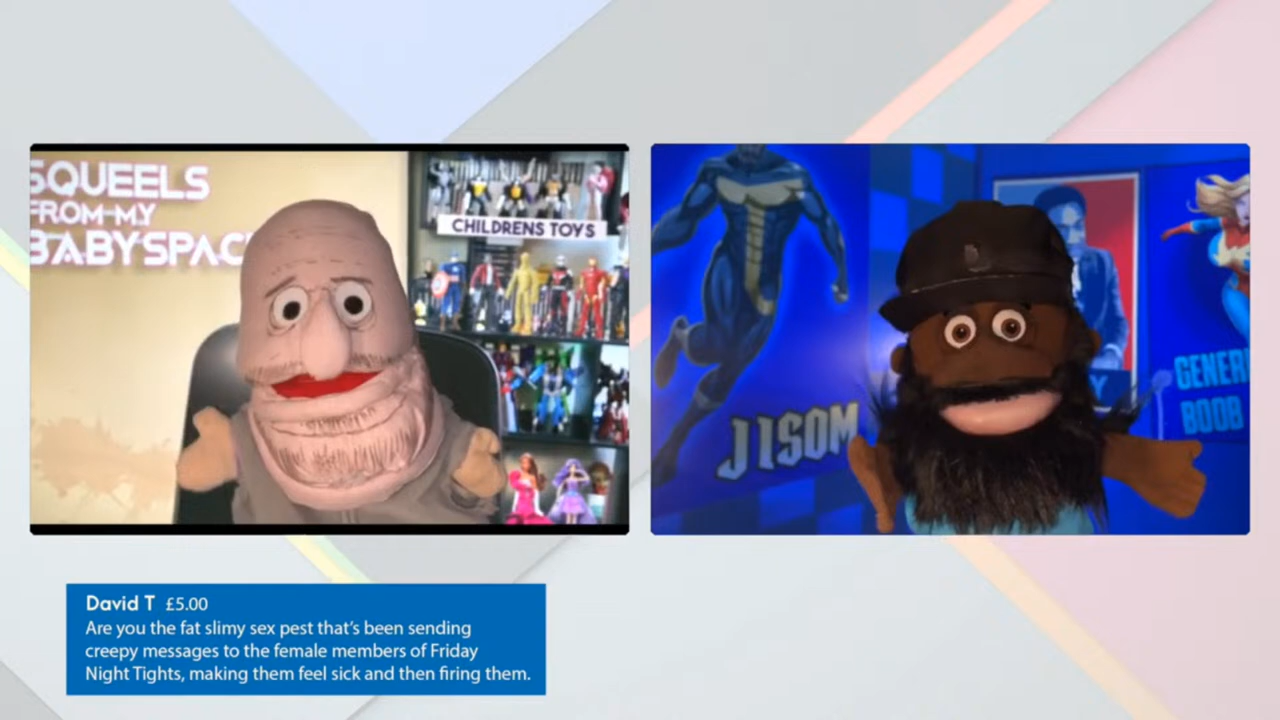 SQUEELS
FROM MY
BABYSPAC
CHILDRENS TOYS
JISOM
Y
GENERI
BOOB
David T £5.00
Are you the fat slimy sex pest that's been sending
creepy messages to the female members of Friday
Night Tights, making them feel sick and then firing them.